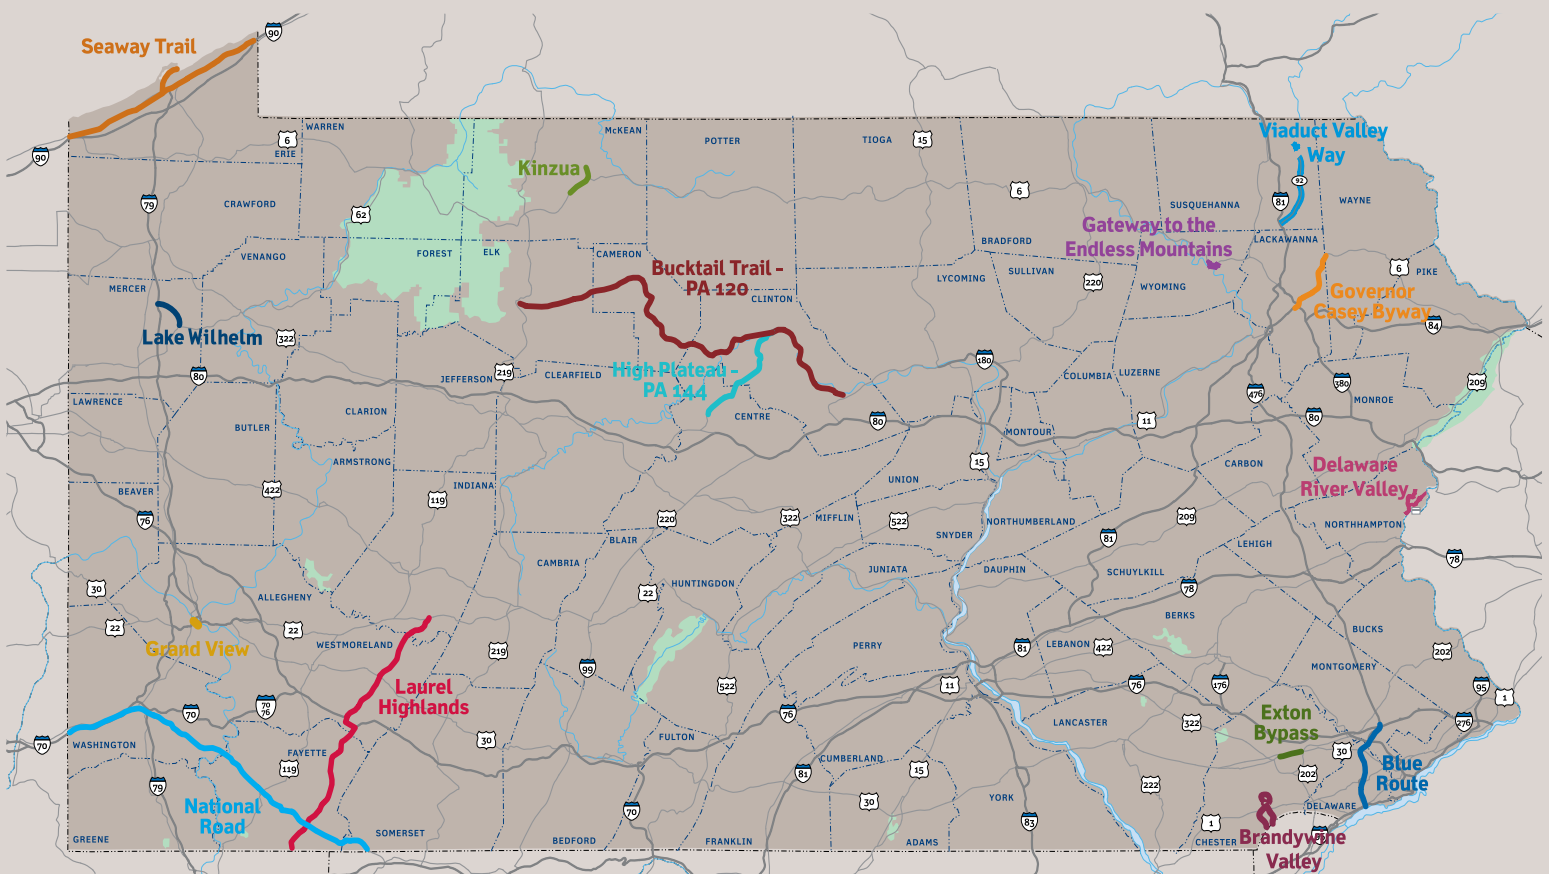 90
Seaway Trail
WARREN
McKEAN
POTTER
TIOGA
15
6
ERIE
90
Viaduct Valley
Way
92
Kinzua
79
CRAWFORD
62
6
81
SUSQUEHANNA
WAYNE
Gateway to the
Endless Mountains
LACKAWANNA
VENANGO
FOREST
ELK
CAMERON
BRADFORD
MERCER
Bucktail Trail -
PA 120
CLINTON
LYCOMING
SULLIVAN
220
WYOMING
6
PIKE
Governor
Casey Byway
84
Lake Wilhelm
322
80
JEFFERSON
219
CLEARFIELD
High Plateau -
PA 144
180
COLUMBIA
LUZERNE
476
380
209
MONROE
LAWRENCE
CLARION
BUTLER
CENTRE
80
MONTOUR
11
80
ARMSTRONG
15
CARBON
Delaware
River Valley
BEAVER
422
INDIANA
119
UNION
76
220
322
MIFFLIN
522
NORTHUMBERLAND
209
NORTHHAMPTON
BLAIR
SNYDER
81
LEHIGH
CAMBRIA
JUNIATA
DAUPHIN
SCHUYLKILL
78
30
HUNTINGDON
22
78
ALLEGHENY
22
22
BERKS
BUCKS
Grand View
WESTMORELAND
219
99
PERRY
81
LEBANON
422
202
MONTGOMERY
Laurel
Highlands
522
11
76
176
95
1
70
70
76
76
LANCASTER
322
Exton
Bypass
276
70
WASHINGTON
FAYETTE
30
FULTON
30
119
CUMBERLAND
15
81
202
Blue
Route
79
National
Road
70
30
YORK
222
DELAWARE
83
1
GREENE
SOMERSET
BEDFORD
FRANKLIN
ADAMS
CHESTER
Brandywine
Valley